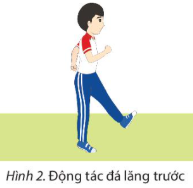 Hình 2. Động tác đá lăng trước